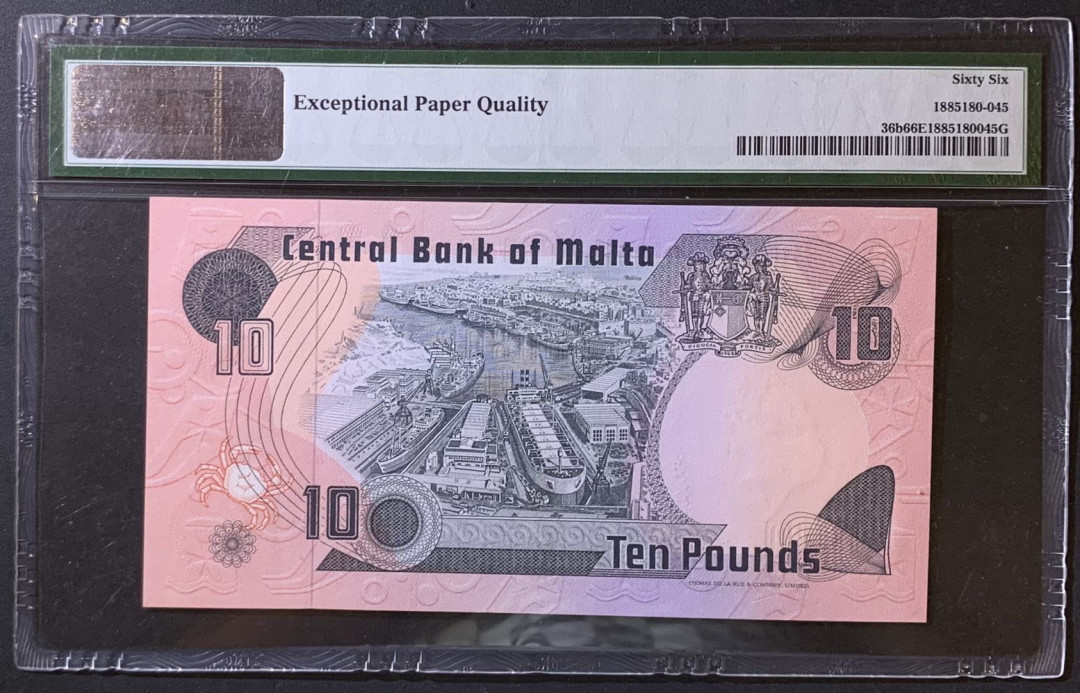 Sixty Six
Exceptional Paper Quality
1885180-045
36b66E1885180045G
Central Bank of Malta
10
10
10
Ten Pounds
THOMAS DE LA RUE & COMPANY, LIMITED.